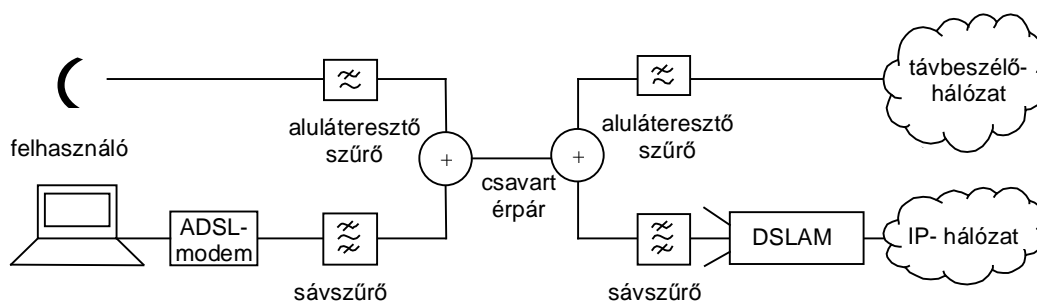 felhasználó
aluláteresztő
szűrő
+
csavart
érpár
+
aluláteresztő
szűrő
távbeszélő-
hálózat
ADSL-
modem
sávszűrő
sávszűrő
DSLAM
IP- hálózat